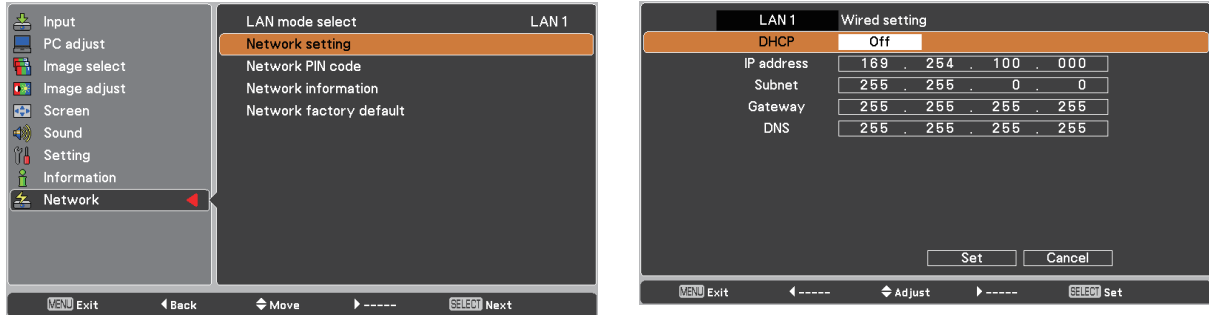 Input
PC adjust
Image select
Image adjust
Screen
Sound
Setting
Information
Network
LAN mode select LAN 1
Network setting
Network PIN code
Network information
Network factory default
MENU Exit ◀Back Move ▶----- SELECT Next
LAN 1 Wired setting
DHCP Off
IP address 169 . 254 . 100 . 000
Subnet 255 . 255 . 0 . 0
Gateway 255 . 255 . 255 . 255
DNS 255 . 255 . 255 . 255
Set Cancel
MENU Exit ◀----- Adjust ▶----- SELECT Set